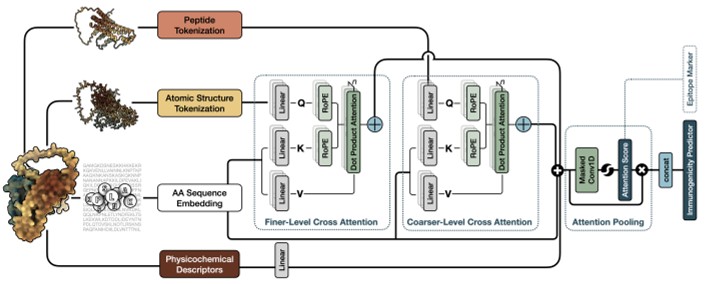 Peptide
Tokenization
Atomic Structure
Tokenization
AA Sequence
Embedding
Physicochemical
Descriptors
Linear
Linear
Q
RoPE
Linear
K
RoPE
Linear
V
Dot Product Attention
Finer-Level Cross Attention
Linear
Q
RoPE
Linear
K
RoPE
Linear
V
Dot Product Attention
Coarser-Level Cross Attention
Masked
Conv1D
Attention Score
Attention Pooling
Epitope Marker
concat
Immunogenicity Predictor